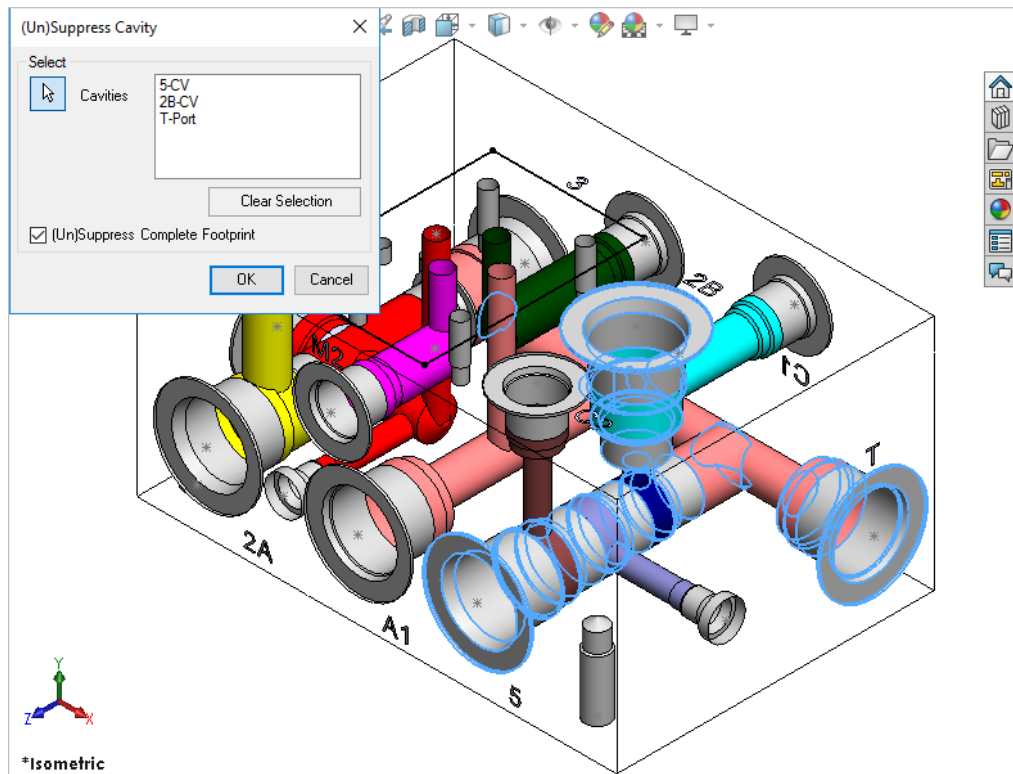 (Un)Suppress Cavity
Select
Cavities
5-CV
2B-CV
T-Port
Clear Selection
(Un)Suppress Complete Footprint
OK
Cancel
3
2B
M2
C1
T
2A
A1
5
Y
Z
X
*Isometric